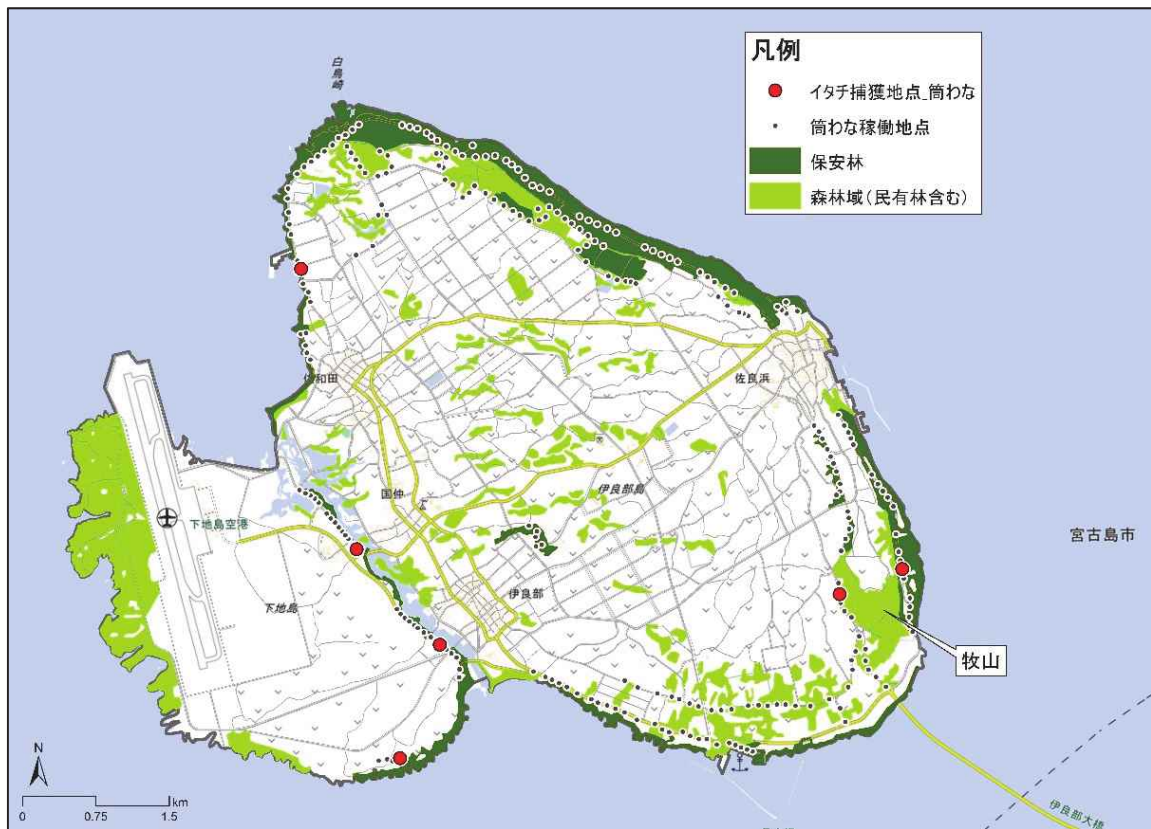 凡例
イタチ捕獲地点_筒わな
筒わな稼働地点
保安林
森林域(民有林含む)
白鳥崎
佐和田
佐良浜
国仲
伊良部島
下地島空港
宮古島市
下地島
伊良部
牧山
N
km
0 0.75 1.5
伊良部大橋